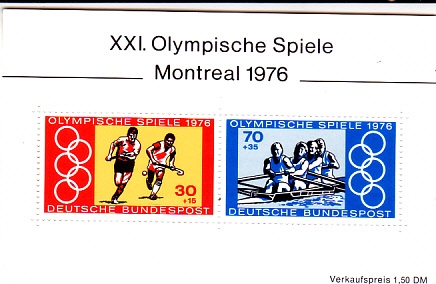 XXI. Olympische Spiele
Montreal 1976
OLYMPISCHE SPIELE 1976
30
+15
DEUTSCHE BUNDESPOST
OLYMPISCHE SPIELE 1976
70
+35
DEUTSCHE BUNDESPOST
Verkaufspreis 1,50 DM